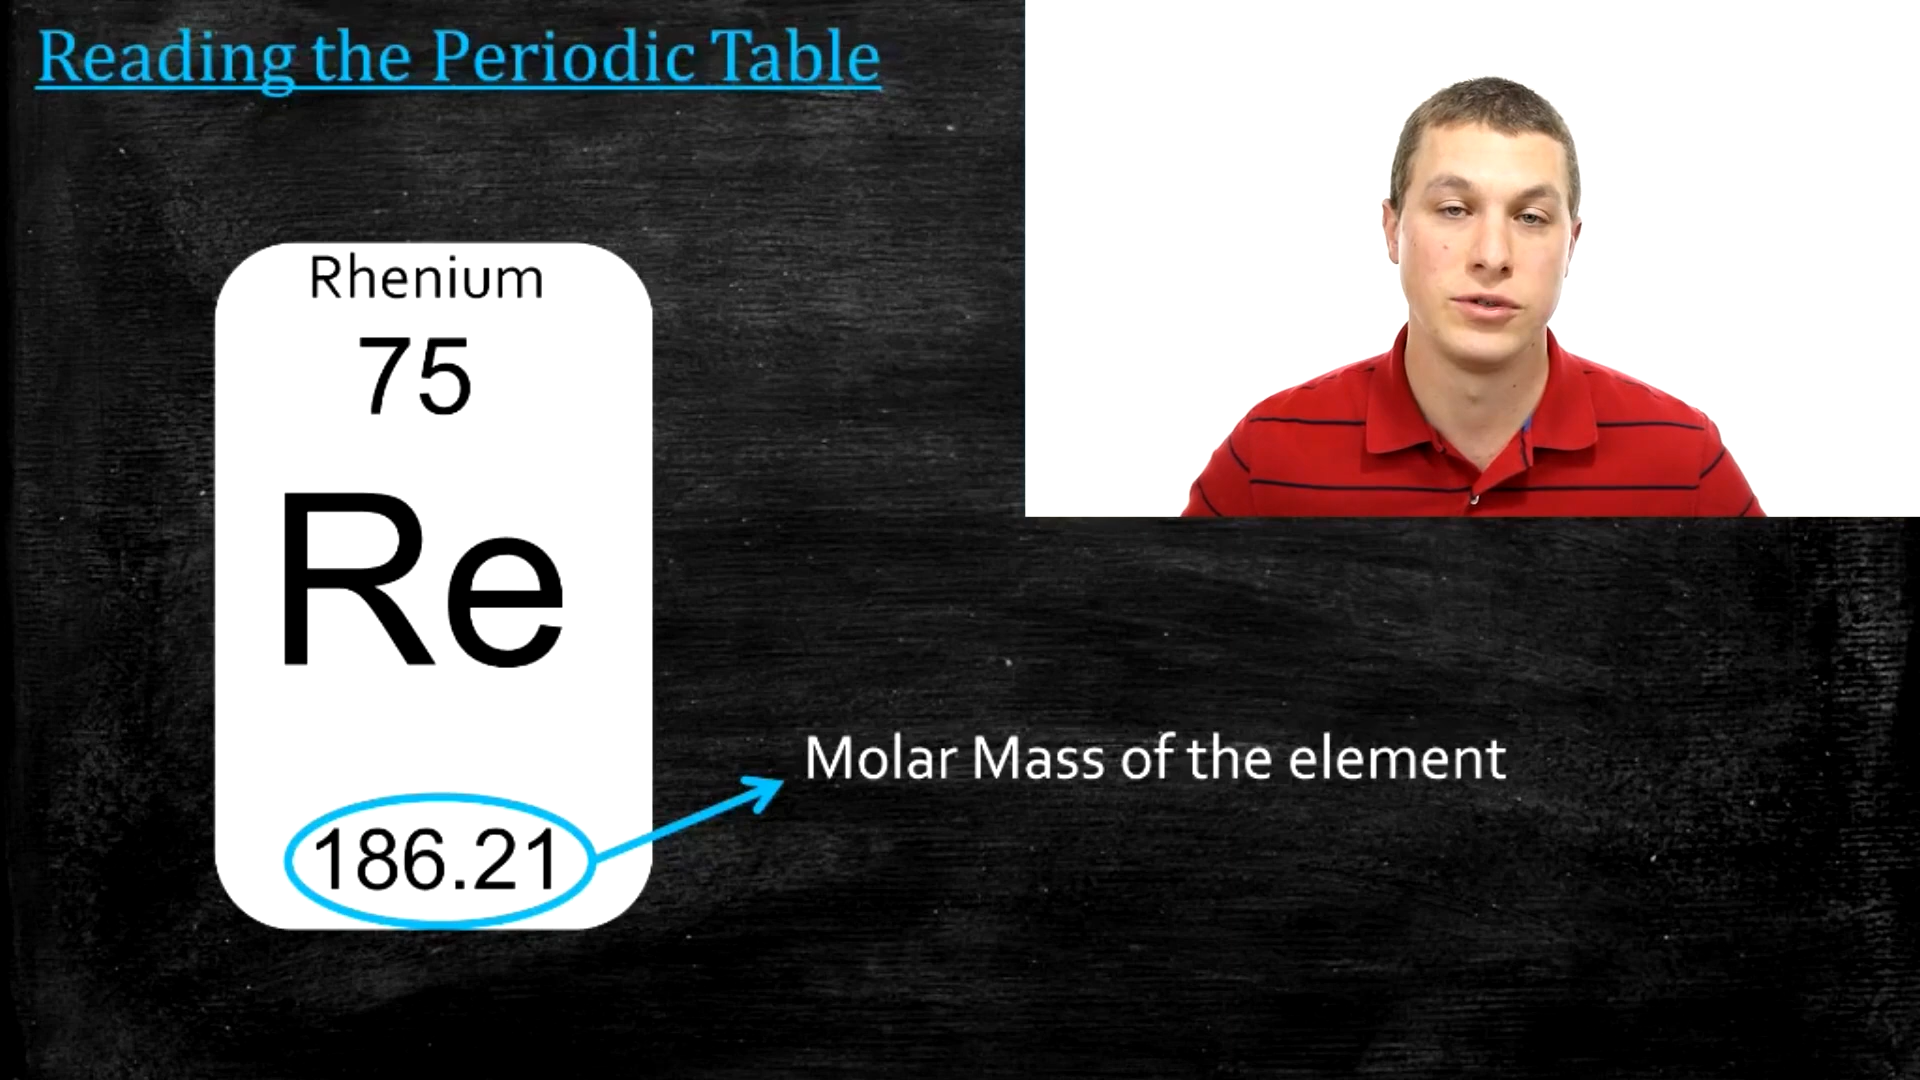 Reading the Periodic Table
Rhenium
75
Re
186.21
Molar Mass of the element